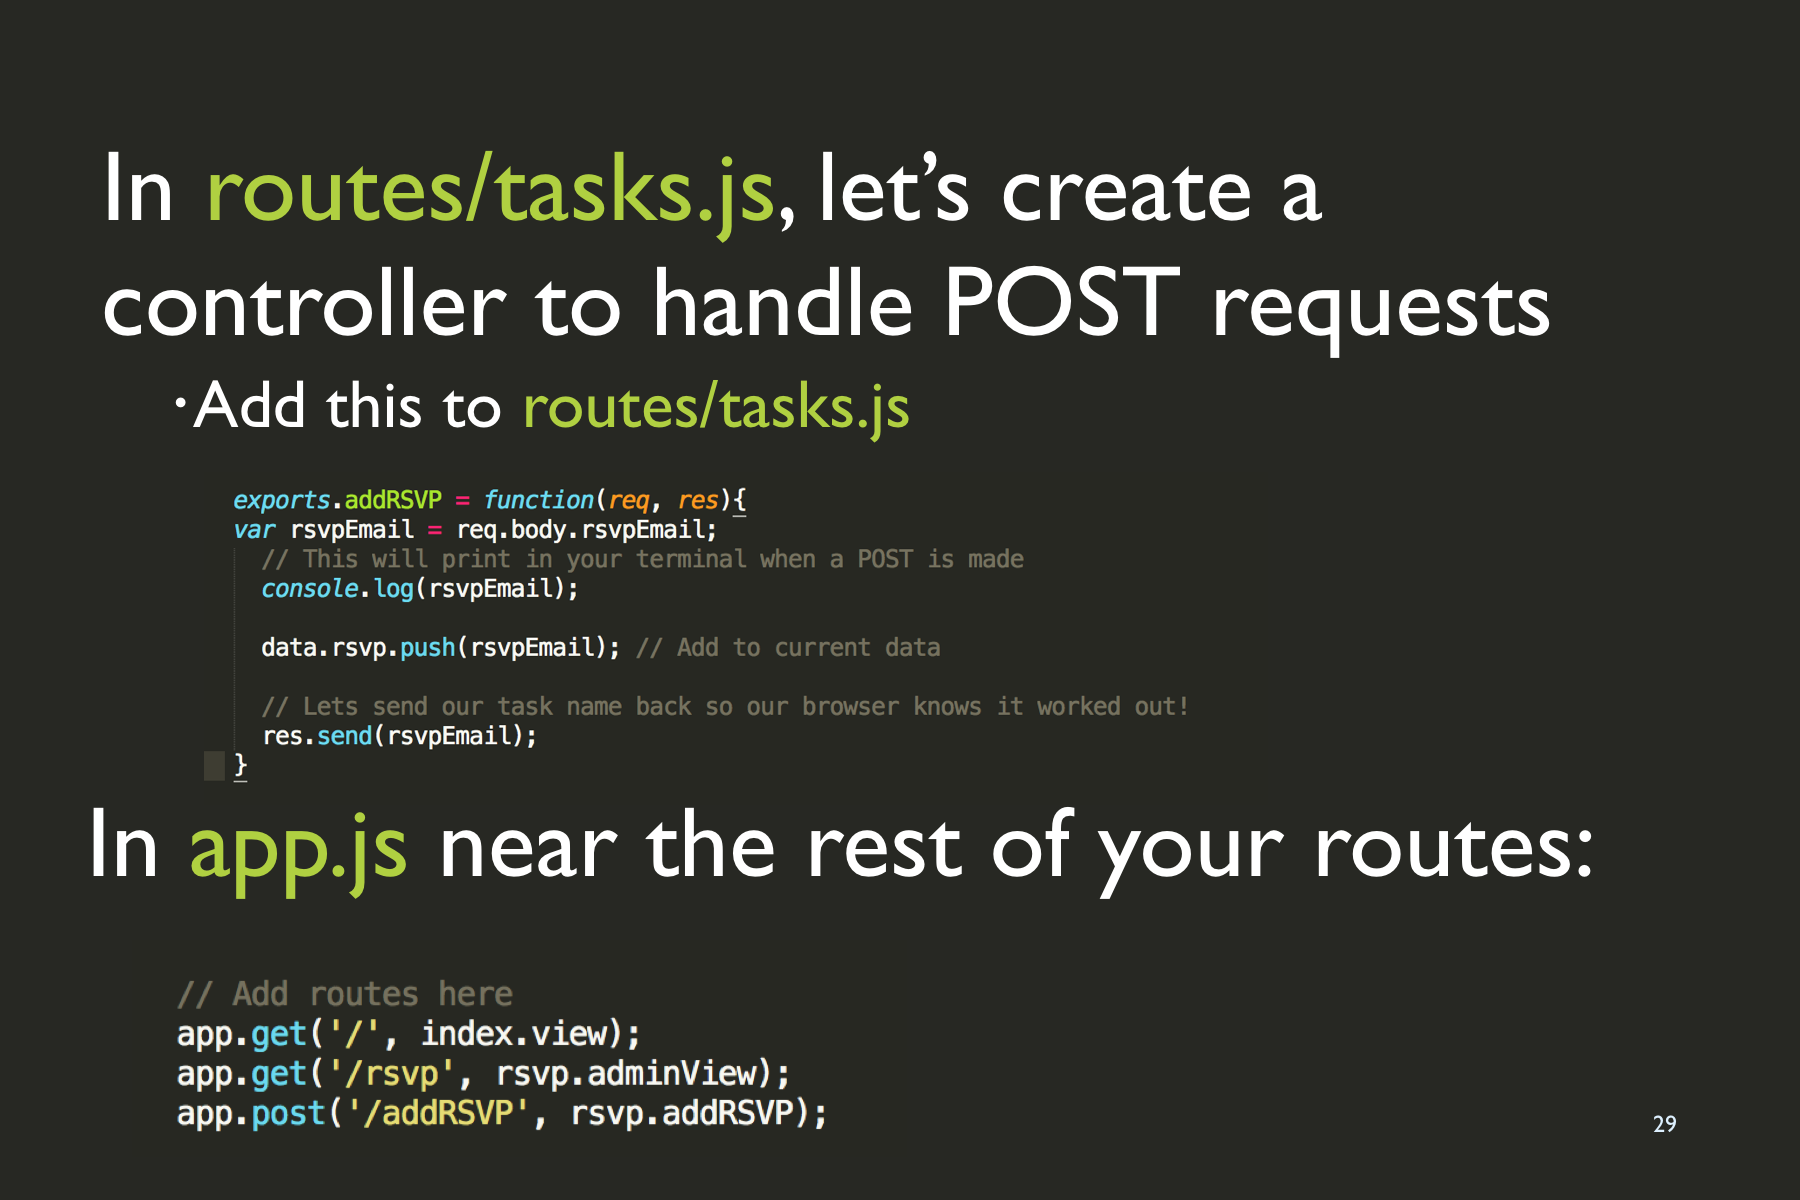 In routes/tasks.js, let’s create a
controller to handle POST requests
• Add this to routes/tasks.js
exports.addRSVP = function(req, res){
var rsvpEmail = req.body.rsvpEmail;
// This will print in your terminal when a POST is made
console.log(rsvpEmail);
data.rsvp.push(rsvpEmail); // Add to current data
// Lets send our task name back so our browser knows it worked out!
res.send(rsvpEmail);
}
In app.js near the rest of your routes:
// Add routes here
app.get('/', index.view);
app.get('/rsvp', rsvp.adminView);
app.post('/addRSVP', rsvp.addRSVP);
29